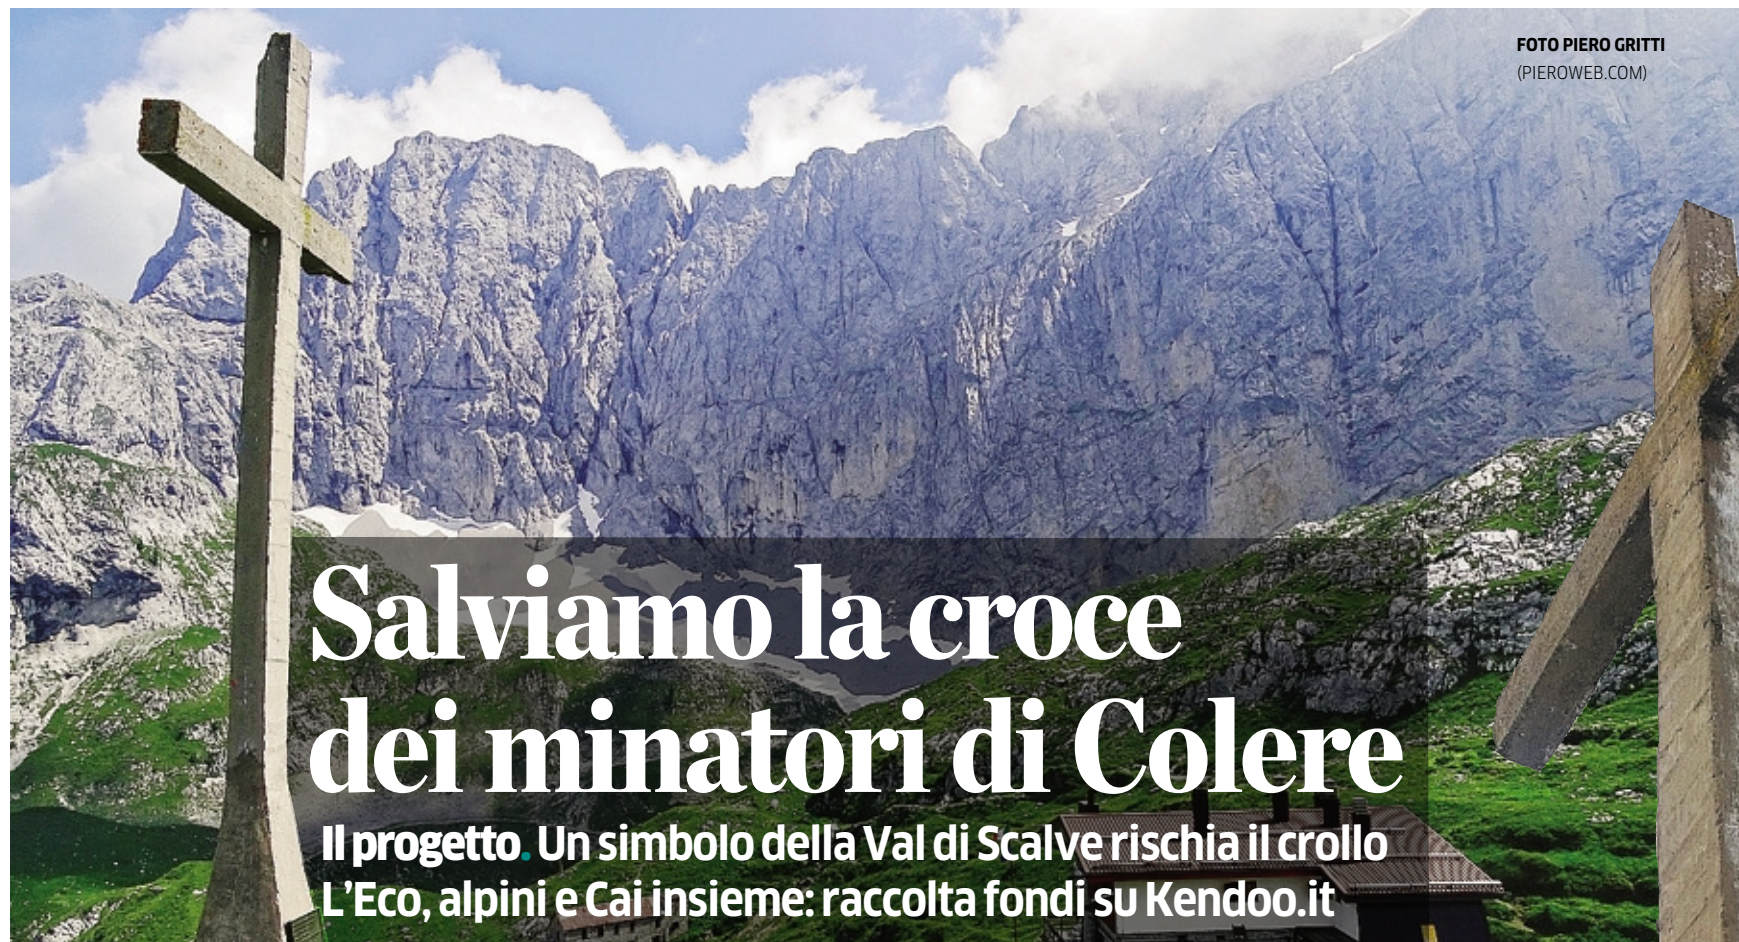 FOTO PIERO GRITTI
(PIEROWEB.COM)
Salviamo la croce
dei minatori di Colere
Il progetto. Un simbolo della Val di Scalve rischia il crollo
L’Eco, alpini e Cai insieme: raccolta fondi su Kendoo.it